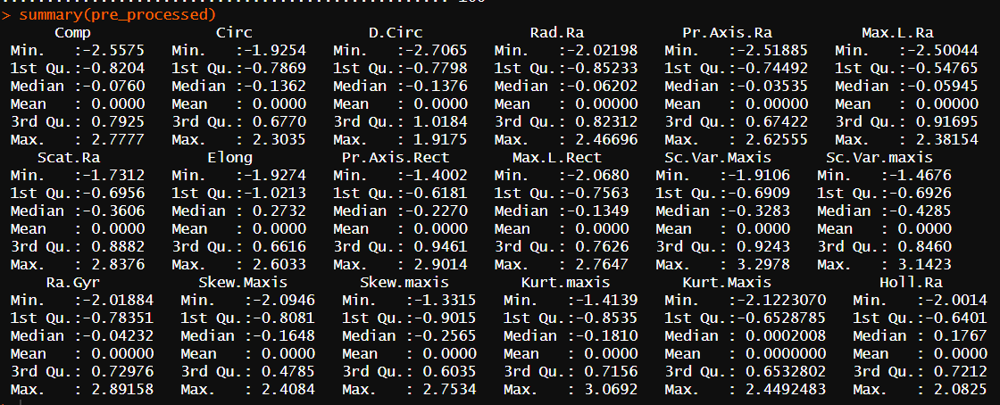 > summary(pre_processed)
Comp Circ D.Circ Rad.Ra Pr.Axis.Ra Max.L.Ra
Min. :-2.5575 Min. :-1.9254 Min. :-2.7065 Min. :-2.02198 Min. :-2.51885 Min. :-2.50044
1st Qu.:-0.8204 1st Qu.:-0.7869 1st Qu.:-0.7798 1st Qu.:-0.85233 1st Qu.:-0.74492 1st Qu.:-0.54765
Median :-0.0760 Median :-0.1362 Median :-0.1376 Median :-0.06202 Median :-0.03535 Median :-0.05945
Mean : 0.0000 Mean : 0.0000 Mean : 0.0000 Mean : 0.00000 Mean : 0.00000 Mean : 0.00000
3rd Qu.: 0.7925 3rd Qu.: 0.6770 3rd Qu.: 1.0184 3rd Qu.: 0.82312 3rd Qu.: 0.67422 3rd Qu.: 0.91695
Max. : 2.7777 Max. : 2.3035 Max. : 1.9175 Max. : 2.46696 Max. : 2.62555 Max. : 2.38154
Scat.Ra Elong Pr.Axis.Rect Max.L.Rect Sc.Var.Maxis Sc.Var.maxis
Min. :-1.7312 Min. :-1.9274 Min. :-1.4002 Min. :-2.0680 Min. :-1.9106 Min. :-1.4676
1st Qu.:-0.6956 1st Qu.:-1.0213 1st Qu.:-0.6181 1st Qu.:-0.7563 1st Qu.:-0.6909 1st Qu.:-0.6926
Median :-0.3606 Median : 0.2732 Median :-0.2270 Median :-0.1349 Median :-0.3283 Median :-0.4285
Mean : 0.0000 Mean : 0.0000 Mean : 0.0000 Mean : 0.0000 Mean : 0.0000 Mean : 0.0000
3rd Qu.: 0.8882 3rd Qu.: 0.6616 3rd Qu.: 0.9461 3rd Qu.: 0.7626 3rd Qu.: 0.9243 3rd Qu.: 0.8460
Max. : 2.8376 Max. : 2.6033 Max. : 2.9014 Max. : 2.7647 Max. : 3.2978 Max. : 3.1423
Ra.Gyr Skew.Maxis Skew.maxis Kurt.maxis Kurt.Maxis Holl.Ra
Min. :-2.01884 Min. :-2.0946 Min. :-1.3315 Min. :-1.4139 Min. :-2.1223070 Min. :-2.0014
1st Qu.:-0.78351 1st Qu.:-0.8081 1st Qu.:-0.9015 1st Qu.:-0.8535 1st Qu.:-0.6528785 1st Qu.:-0.6401
Median :-0.04232 Median :-0.1648 Median :-0.2565 Median :-0.1810 Median : 0.0002008 Median : 0.1767
Mean : 0.00000 Mean : 0.0000 Mean : 0.0000 Mean : 0.0000 Mean : 0.0000000 Mean : 0.0000
3rd Qu.: 0.72976 3rd Qu.: 0.4785 3rd Qu.: 0.6035 3rd Qu.: 0.7156 3rd Qu.: 0.6532802 3rd Qu.: 0.7212
Max. : 2.89158 Max. : 2.4084 Max. : 2.7534 Max. : 3.0692 Max. : 2.4492483 Max. : 2.0825